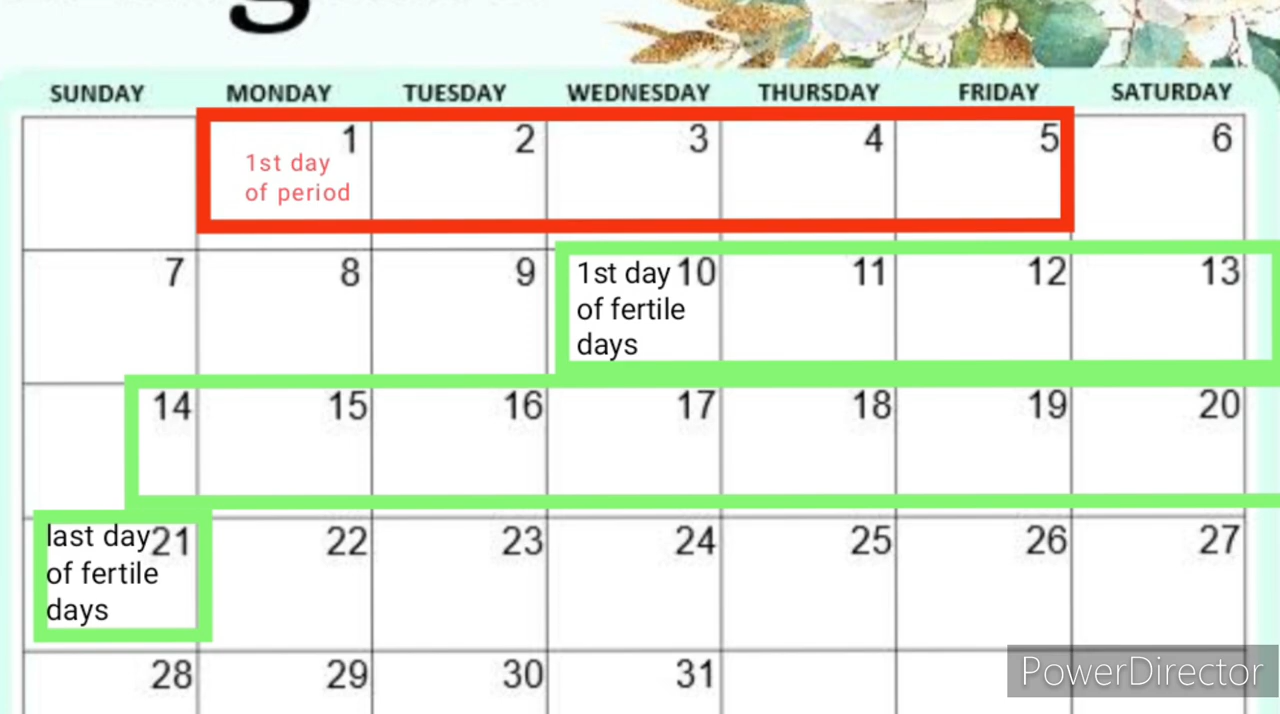 g
SUNDAY MONDAY TUESDAY WEDNESDAY THURSDAY FRIDAY SATURDAY
1 2 3 4 5 6
1st day
of period
7 8 9 10 11 12 13
1st day
of fertile
days
14 15 16 17 18 19 20
21 22 23 24 25 26 27
last day
of fertile
days
28 29 30 31
PowerDirector